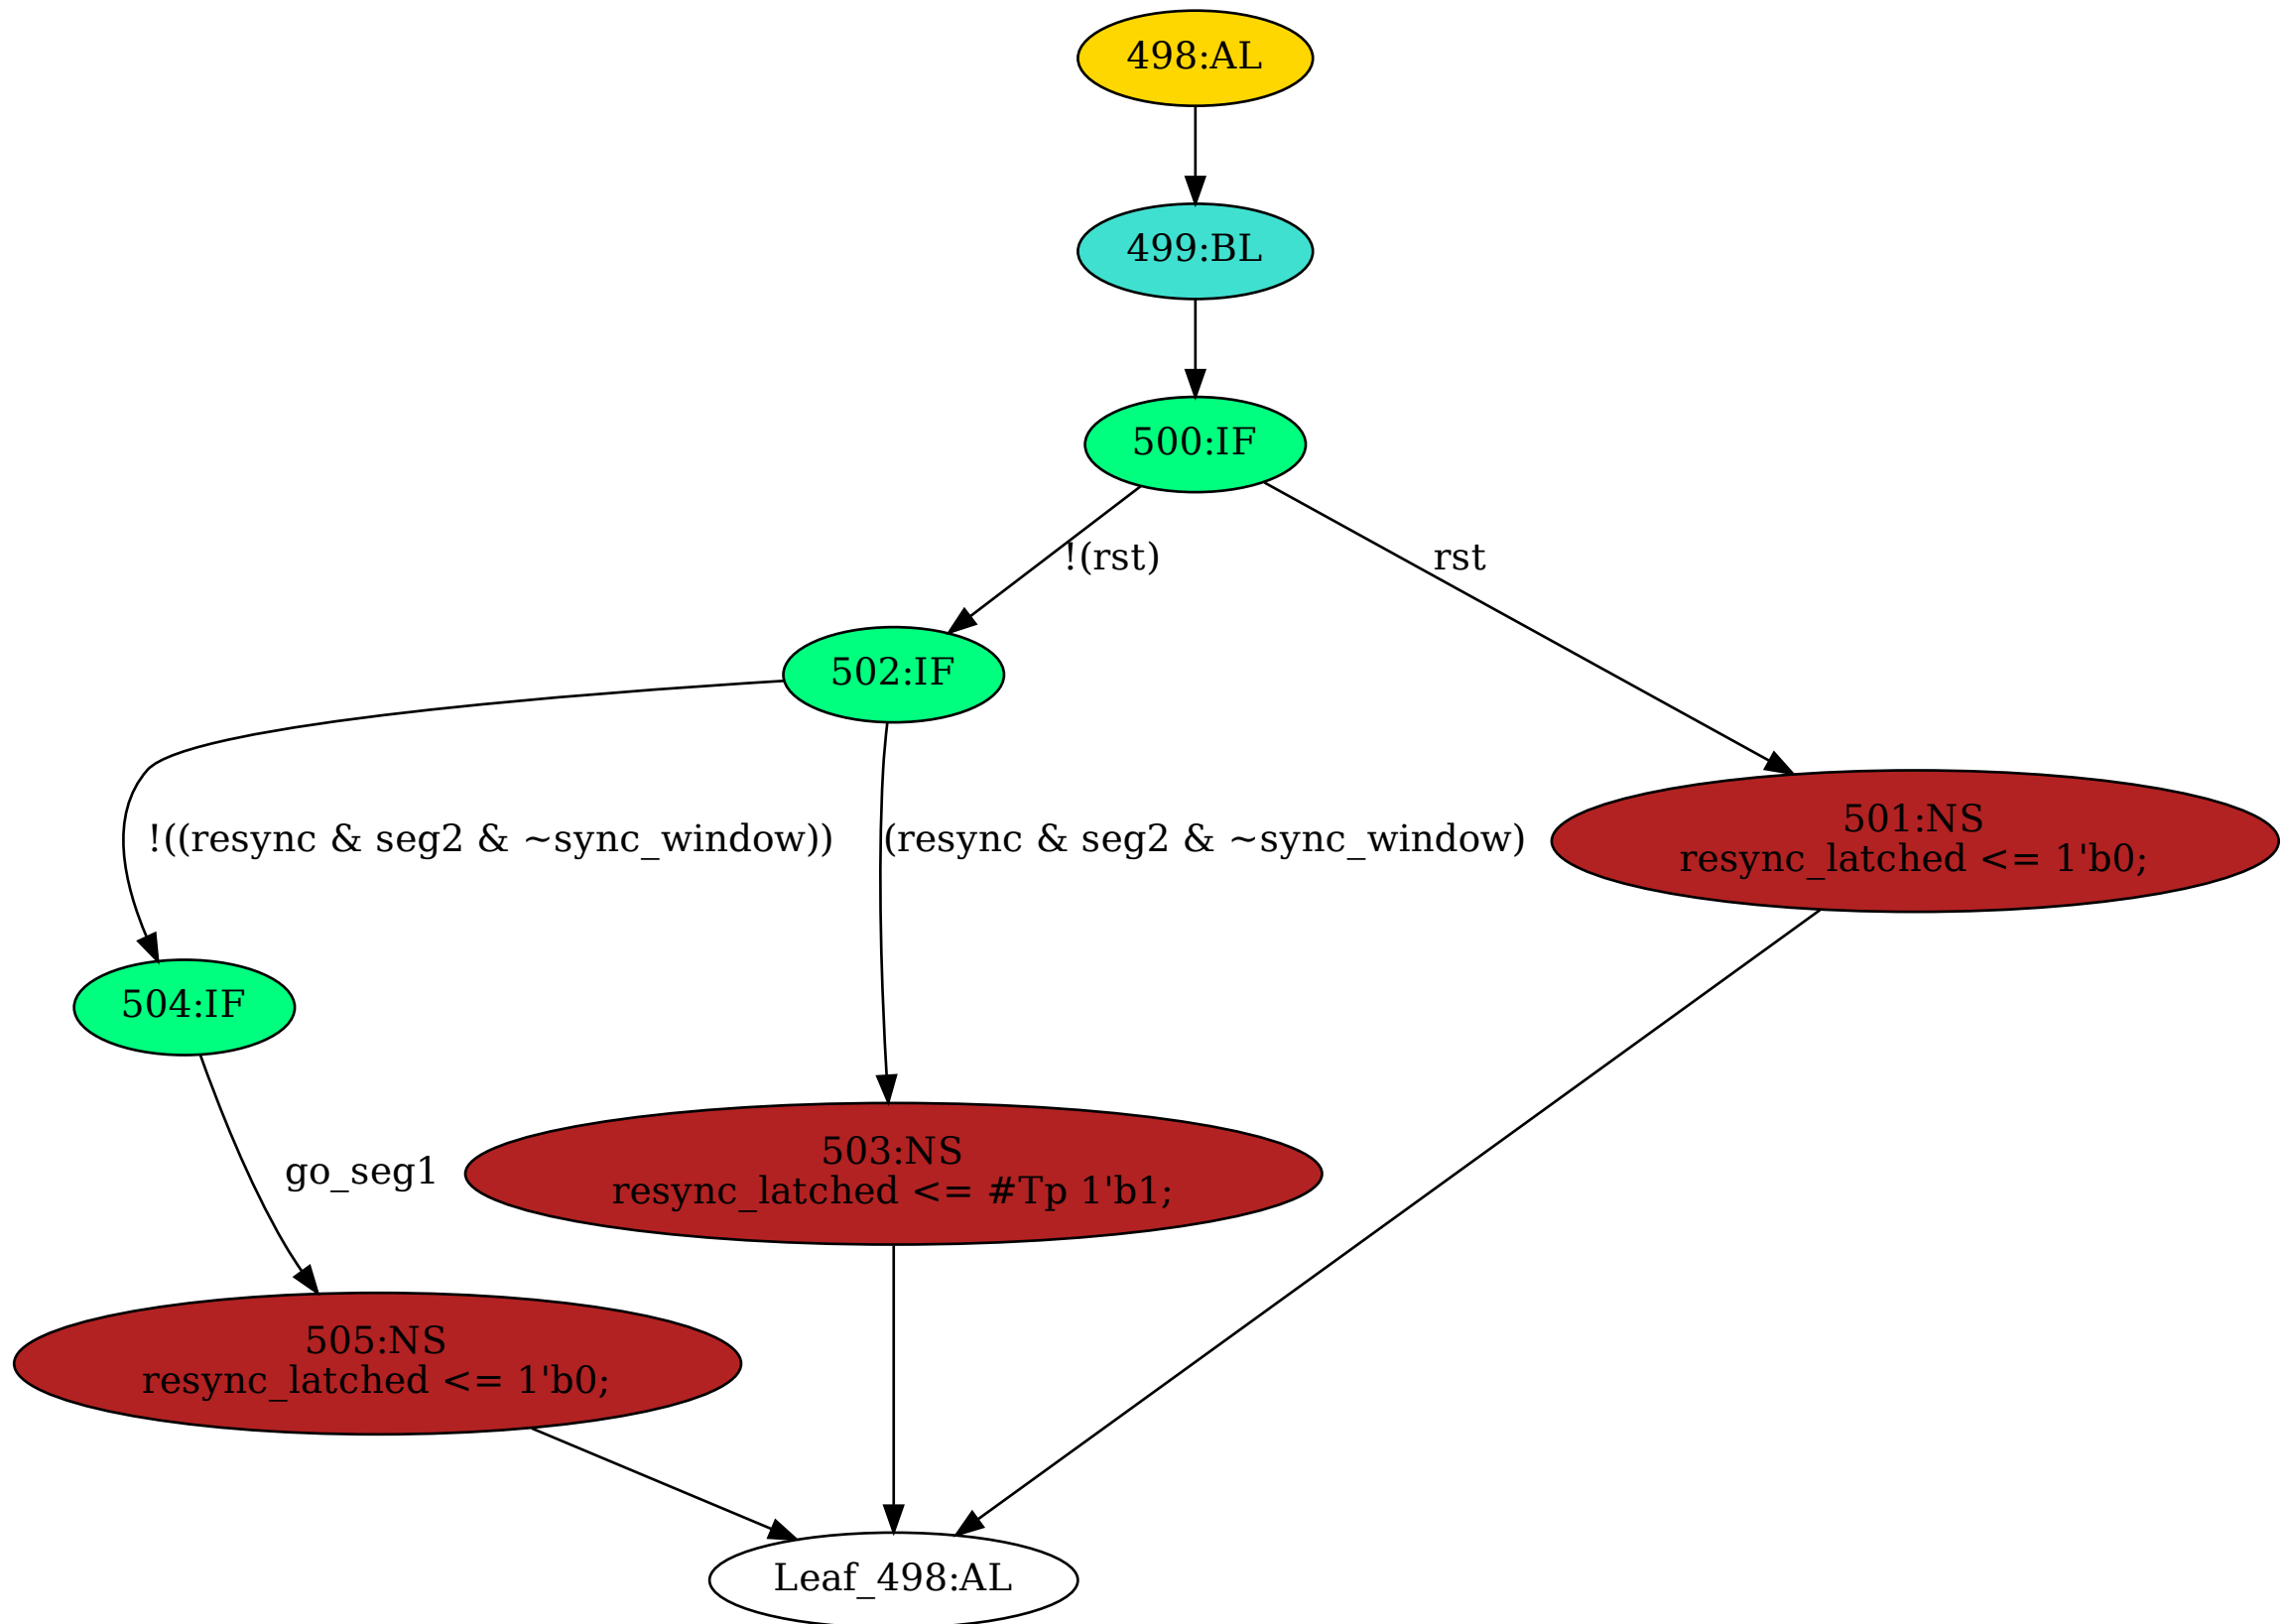 498:AL
499:BL
500:IF
!(rst)
rst
502:IF
!((resync & seg2 & ~sync_window))
(resync & seg2 & ~sync_window)
501:NS
resync_latched <= 1'b0;
504:IF
go_seg1
503:NS
resync_latched <= #Tp 1'b1;
505:NS
resync_latched <= 1'b0;
Leaf_498:AL